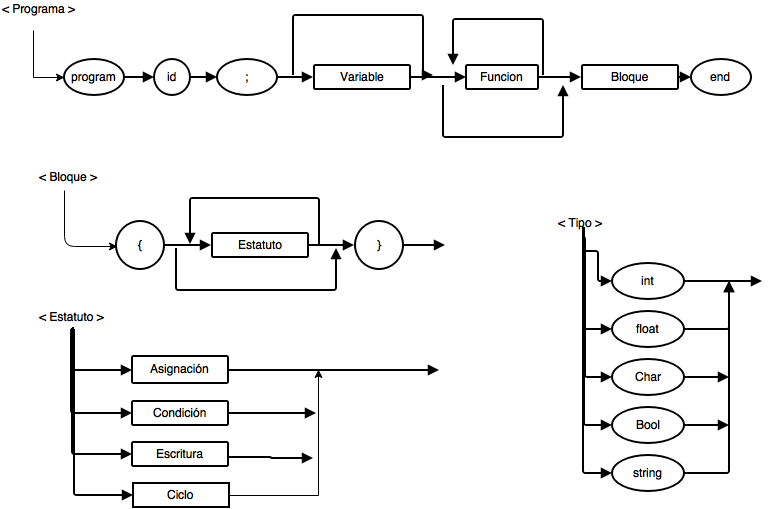 < Programa >
program
id
;
Variable
Funcion
Bloque
end
< Bloque >
{
Estatuto
}
< Tipo >
int
float
Char
Bool
string
< Estatuto >
Asignación
Condición
Escritura
Ciclo